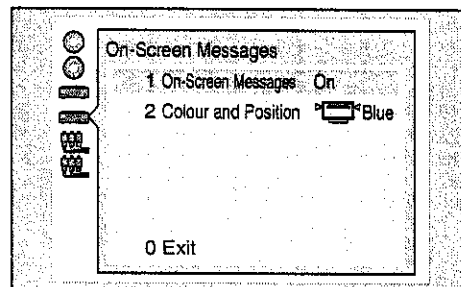 On-Screen Messages
1 On-Screen Messages On
2 Colour and Position Blue
0 Exit